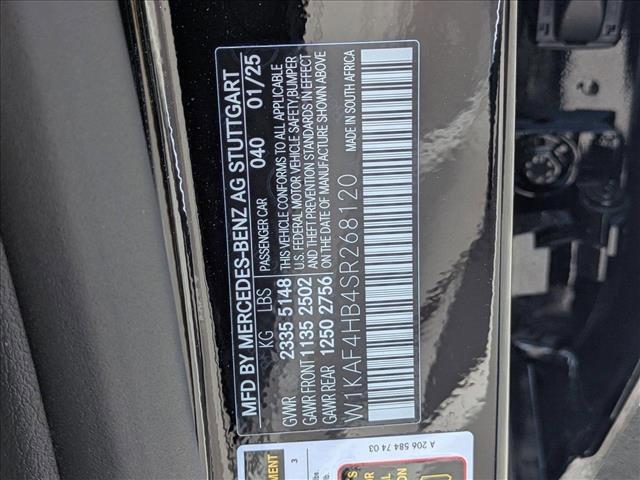 MFD BY MERCEDES-BENZ AG STUTTGART
KG LBS PASSENGER CAR 040 01/25
GVWR 2335 5148
GAWR FRONT 1135 2502
GAWR REAR 1250 2756
THIS VEHICLE CONFORMS TO ALL APPLICABLE
U.S. FEDERAL MOTOR VEHICLE SAFETY, BUMPER
AND THEFT PREVENTION STANDARDS IN EFFECT
ON THE DATE OF MANUFACTURE SHOWN ABOVE
W1KAF4HB4SR268120 MADE IN SOUTH AFRICA
A 206 584 74 03
3